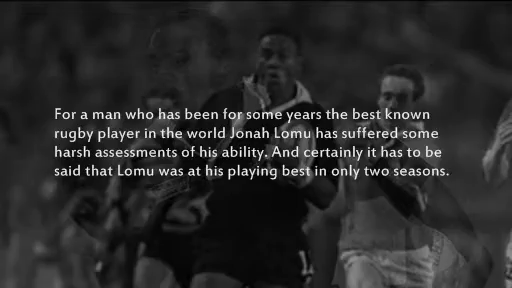 For a man who has been for some years the best known
rugby player in the world Jonah Lomu has suffered some
harsh assessments of his ability. And certainly it has to be
said that Lomu was at his playing best in only two seasons.